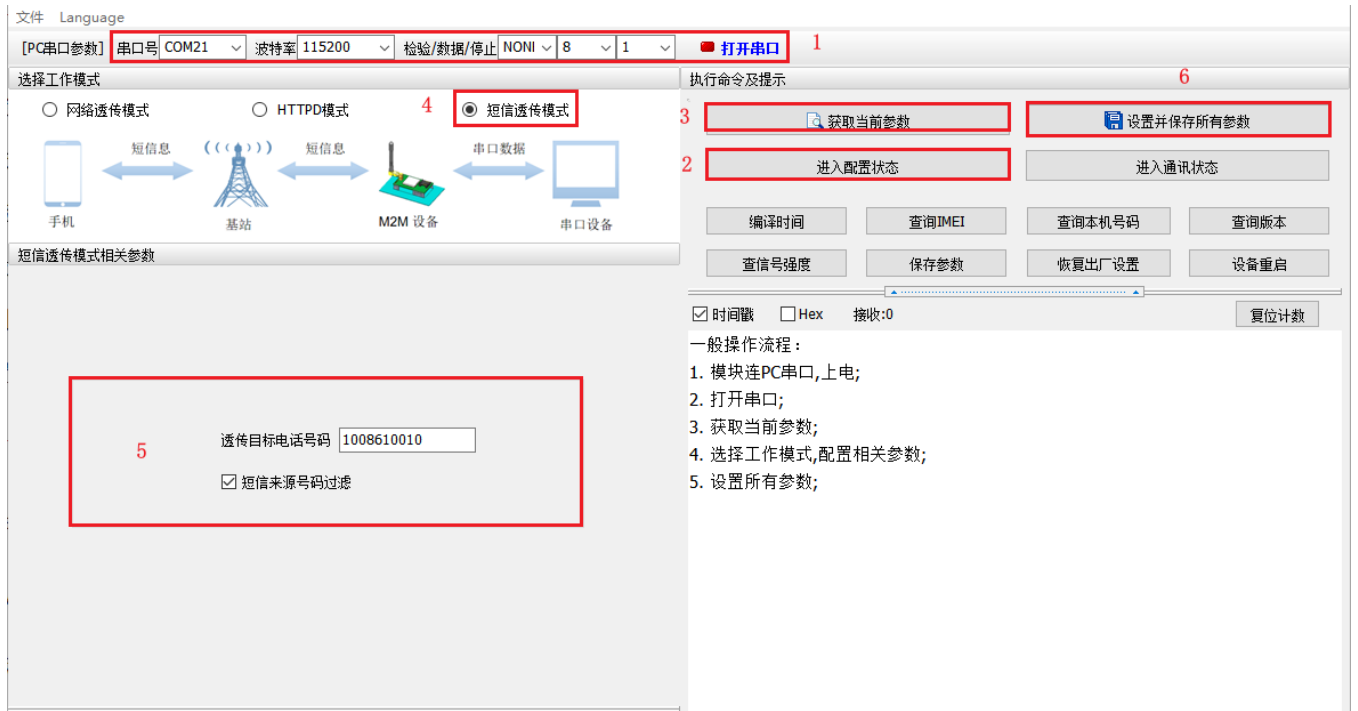 文件 Language
[PC串口参数] 串口号 COM21 波特率 115200 检验/数据/停止 NONI 8 1 打开串口 1
选择工作模式
网络透传模式 HTTPD模式 4 短信透传模式
短信息 短信息 串口数据
手机 基站 M2M 设备 串口设备
短信透传模式相关参数
5
透传目标电话号码 1008610010
短信来源号码过滤
执行命令及提示 6
3 获取当前参数 设置并保存所有参数
2 进入配置状态 进入通讯状态
编译时间 查询IMEI 查询本机号码 查询版本
查信号强度 保存参数 恢复出厂设置 设备重启
时间戳 Hex 接收:0 复位计数
一般操作流程：
1. 模块连PC串口,上电;
2. 打开串口;
3. 获取当前参数;
4. 选择工作模式,配置相关参数;
5. 设置所有参数;